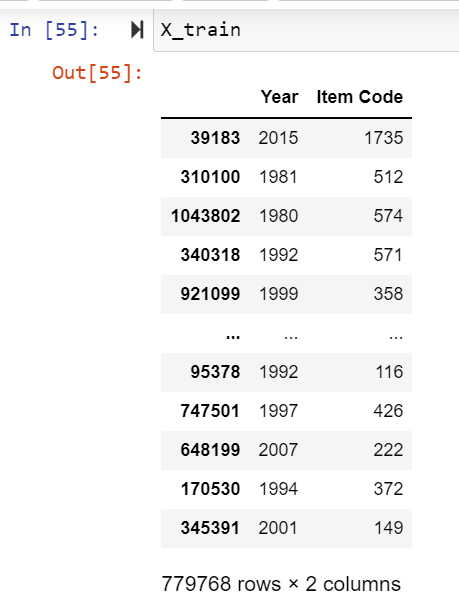 In [55]: X_train
Out[55]:
Year Item Code
39183 2015 1735
310100 1981 512
1043802 1980 574
340318 1992 571
921099 1999 358
... ... ...
95378 1992 116
747501 1997 426
648199 2007 222
170530 1994 372
345391 2001 149
779768 rows × 2 columns